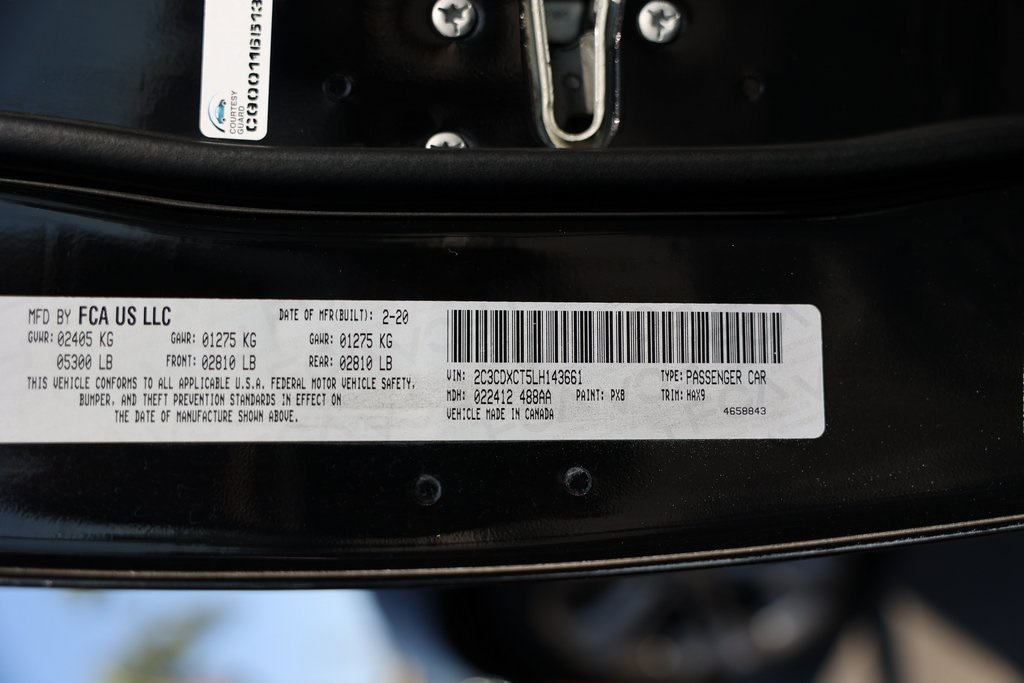 COURTESY
GUARD
MFD BY FCA US LLC
DATE OF MFR(BUILT): 2-20
GVWR: 02405 KG GAWR: 01275 KG GAWR: 01275 KG
05300 LB FRONT: 02810 LB REAR: 02810 LB
THIS VEHICLE CONFORMS TO ALL APPLICABLE U.S.A. FEDERAL MOTOR VEHICLE SAFETY,
BUMPER, AND THEFT PREVENTION STANDARDS IN EFFECT ON
THE DATE OF MANUFACTURE SHOWN ABOVE.
VIN: 2C3CDXCT5LH143661 TYPE: PASSENGER CAR
MDH: 022412 488AA PAINT: PX8 TRIM: HAX9
VEHICLE MADE IN CANADA 4658843